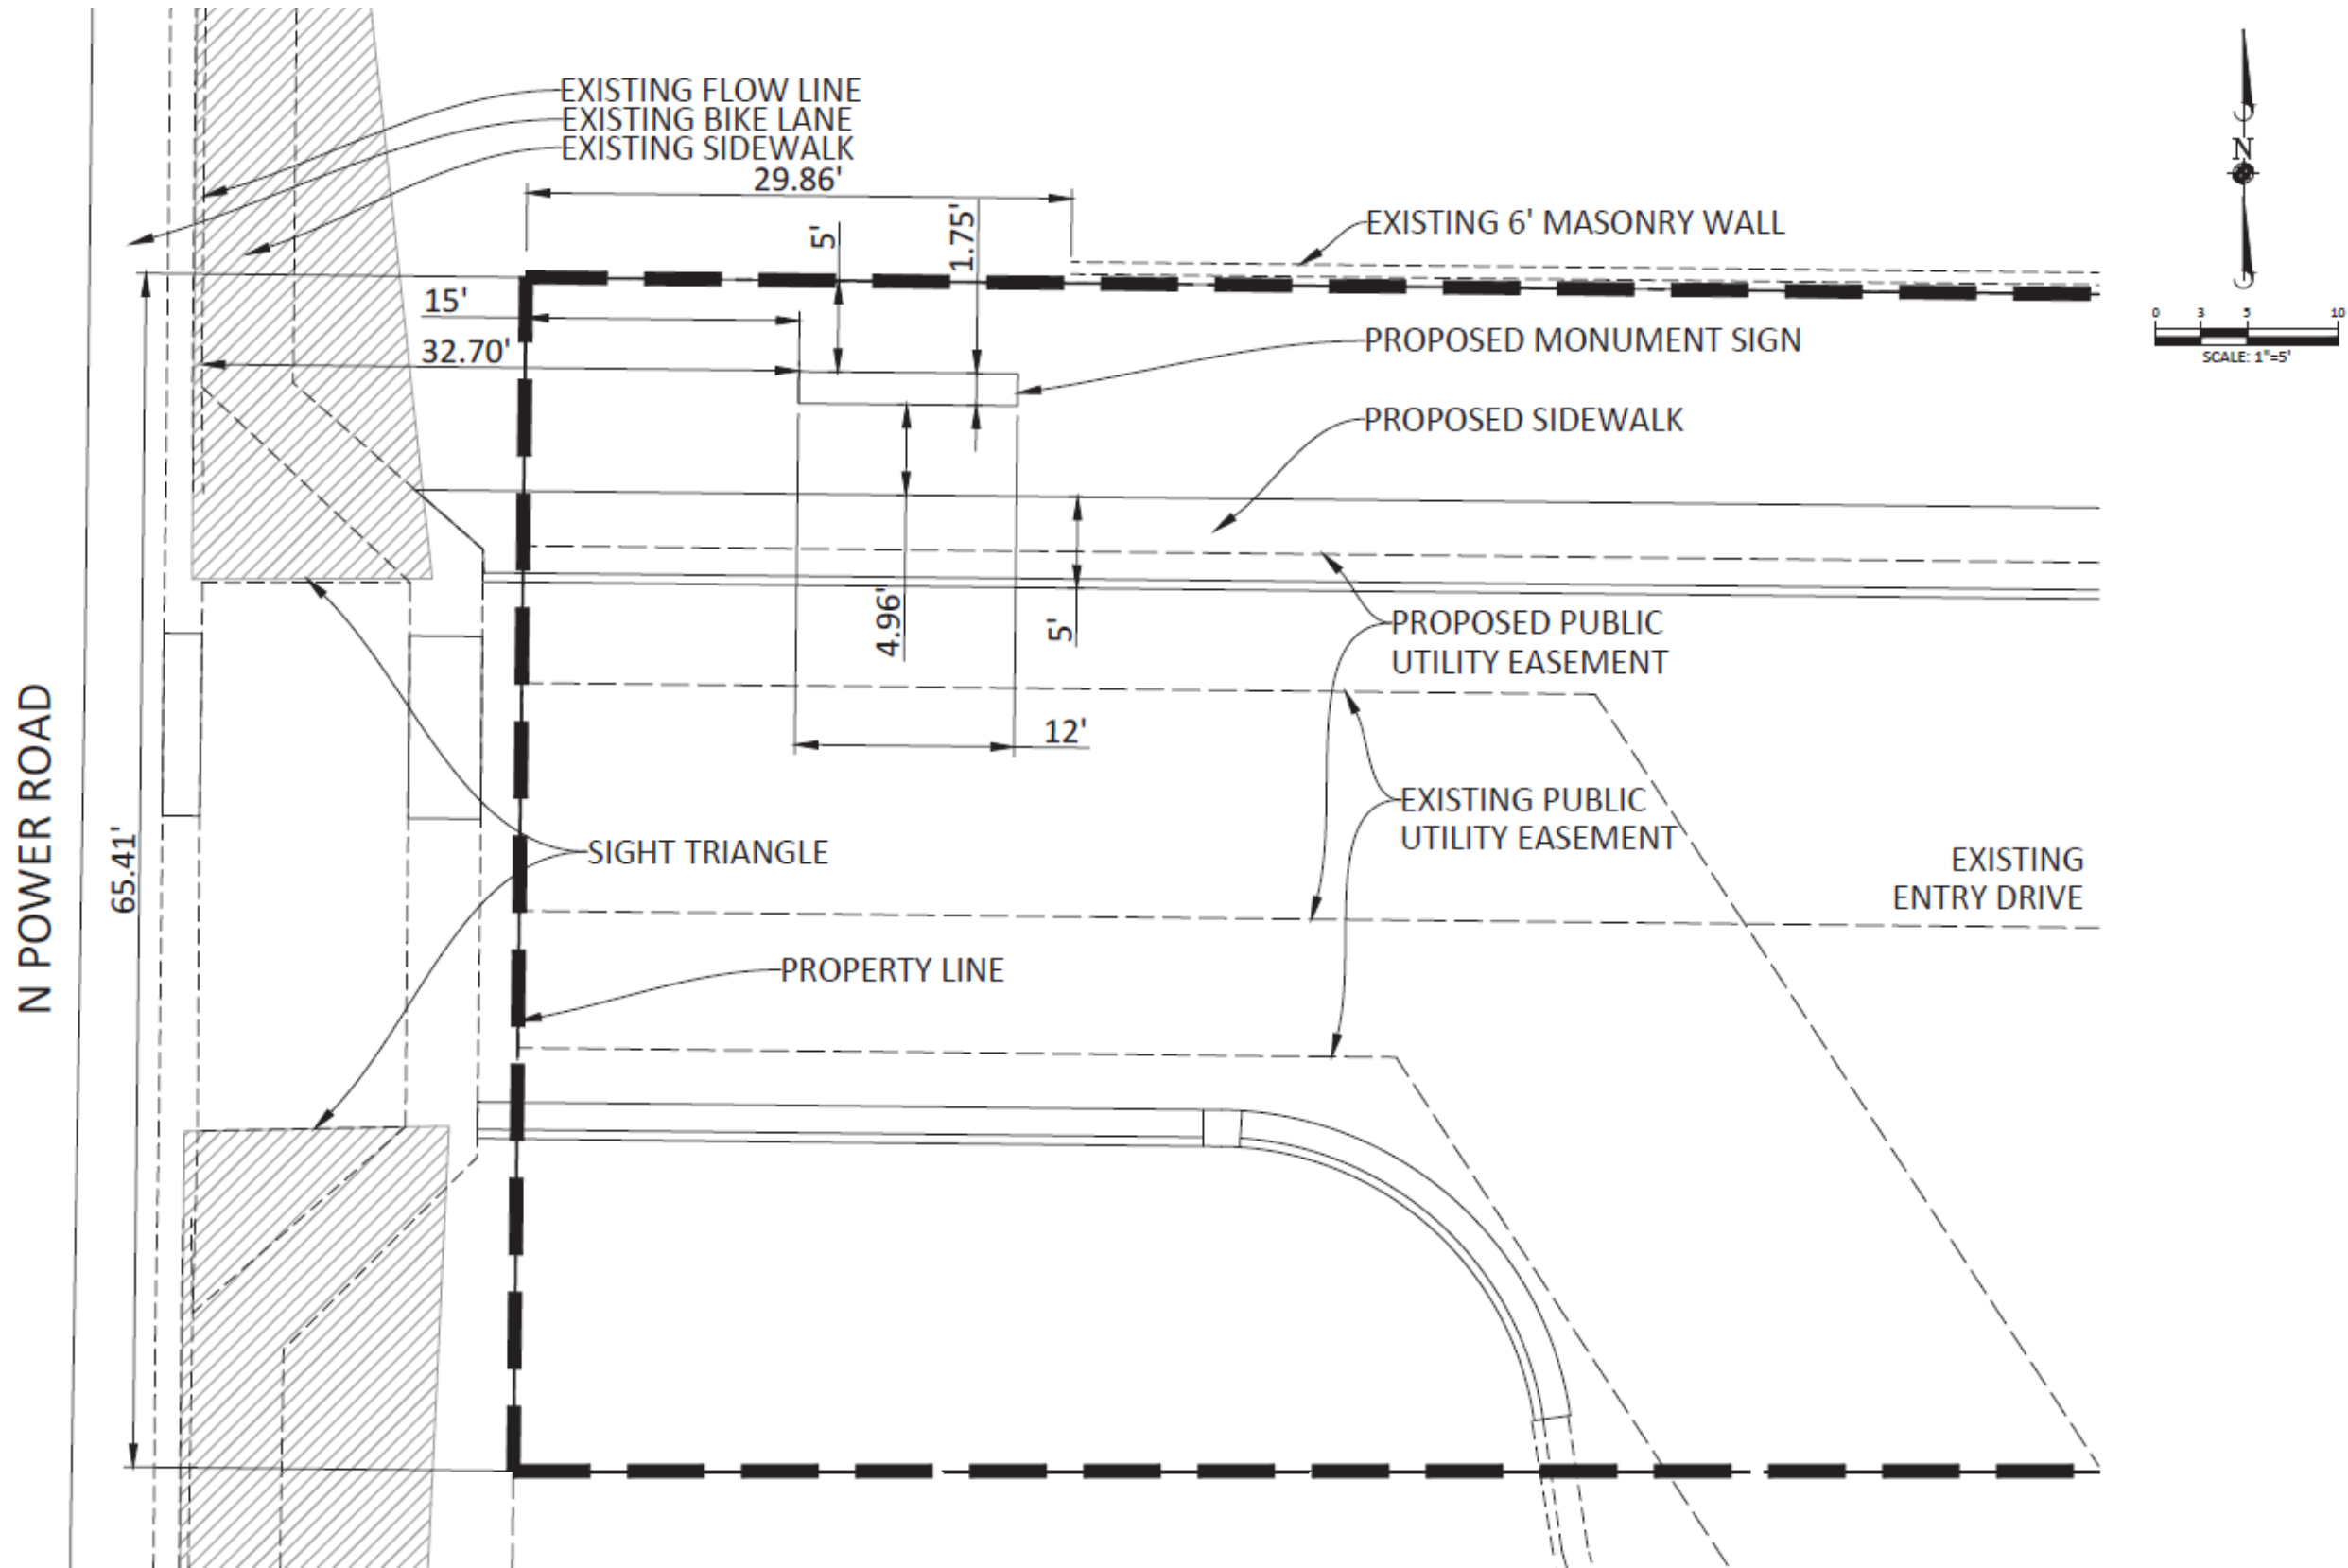 EXISTING FLOW LINE
EXISTING BIKE LANE
EXISTING SIDEWALK
29.86'
5'
1.75'
EXISTING 6' MASONRY WALL
N
0 3 5 10
SCALE: 1"=5'
15'
32.70'
PROPOSED MONUMENT SIGN
PROPOSED SIDEWALK
4.96'
5'
PROPOSED PUBLIC
UTILITY EASEMENT
12'
N POWER ROAD
65.41'
SIGHT TRIANGLE
EXISTING PUBLIC
UTILITY EASEMENT
EXISTING
ENTRY DRIVE
PROPERTY LINE